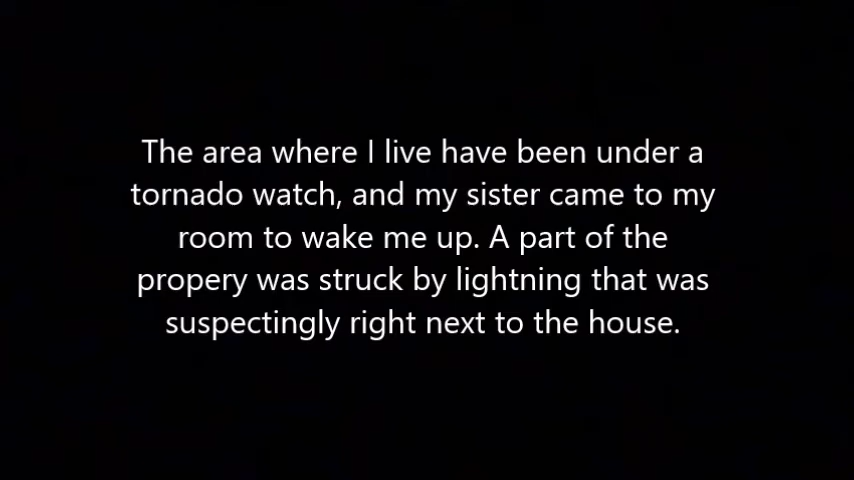 The area where I live have been under a
tornado watch, and my sister came to my
room to wake me up. A part of the
propery was struck by lightning that was
suspectingly right next to the house.